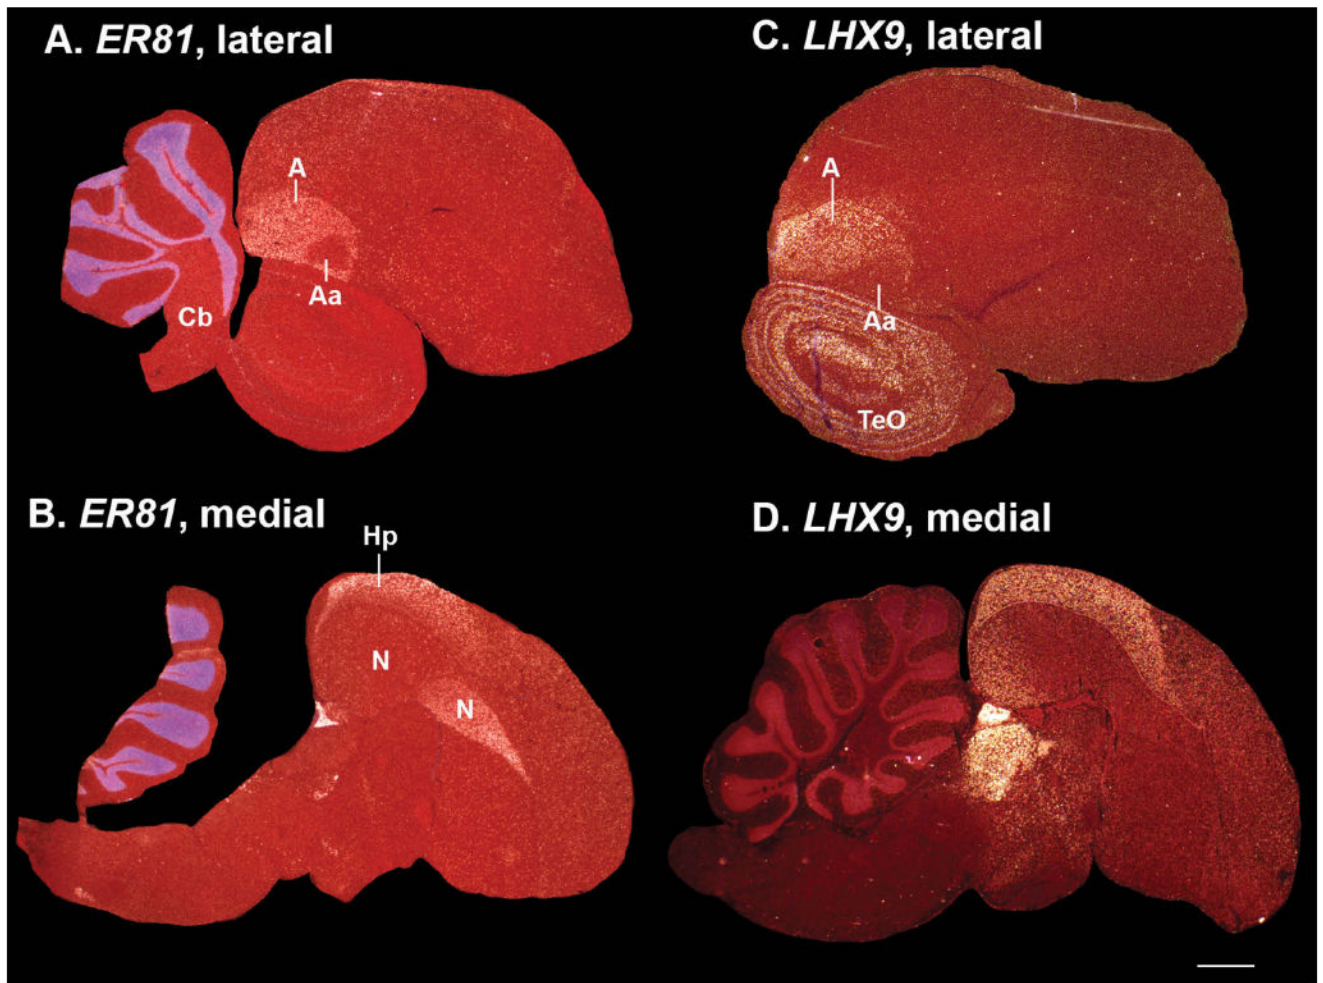 A. ER81, lateral
A
Aa
Cb
C. LHX9, lateral
A
Aa
TeO
B. ER81, medial
Hp
N
N
D. LHX9, medial